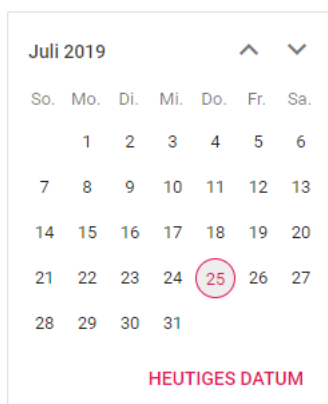 Juli 2019
So. Mo. Di. Mi. Do. Fr. Sa.
1 2 3 4 5 6
7 8 9 10 11 12 13
14 15 16 17 18 19 20
21 22 23 24 25 26 27
28 29 30 31
HEUTIGES DATUM